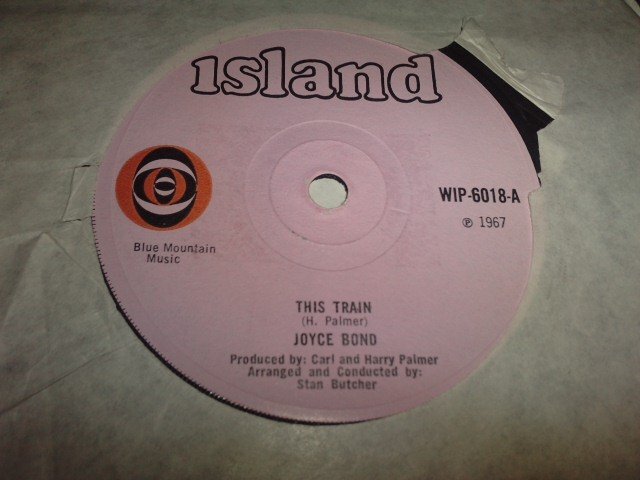 island
WIP-6018-A
℗ 1967
Blue Mountain
Music
THIS TRAIN
(H. Palmer)
JOYCE BOND
Produced by: Carl and Harry Palmer
Arranged and Conducted by:
Stan Butcher